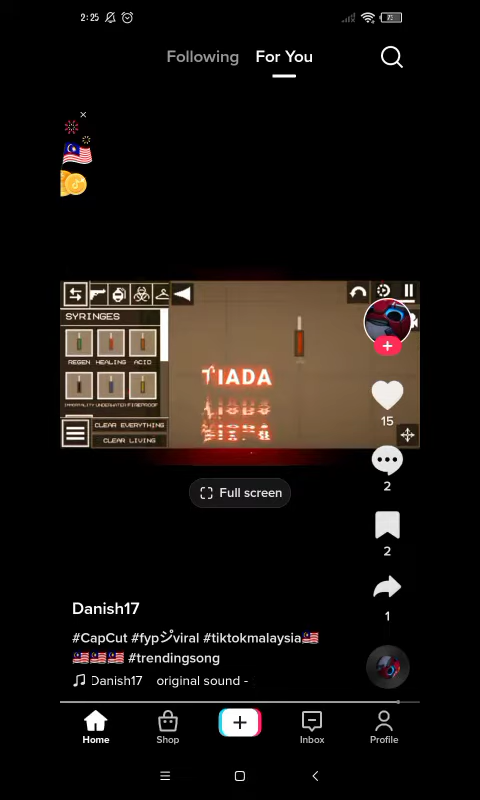 2:25
Following For You
SYRINGES
REGEN HEALING ACID
IMMORTALITY UNDERWATER FIREPROOF
CLEAR EVERYTHING
CLEAR LIVING
TIADA
15
2
Full screen
2
1
Danish17
#CapCut #fypシviral #tiktokmalaysia🇲🇾
🇲🇾🇲🇾🇲🇾 #trendingsong
Danish17 original sound -
Home Shop Inbox Profile